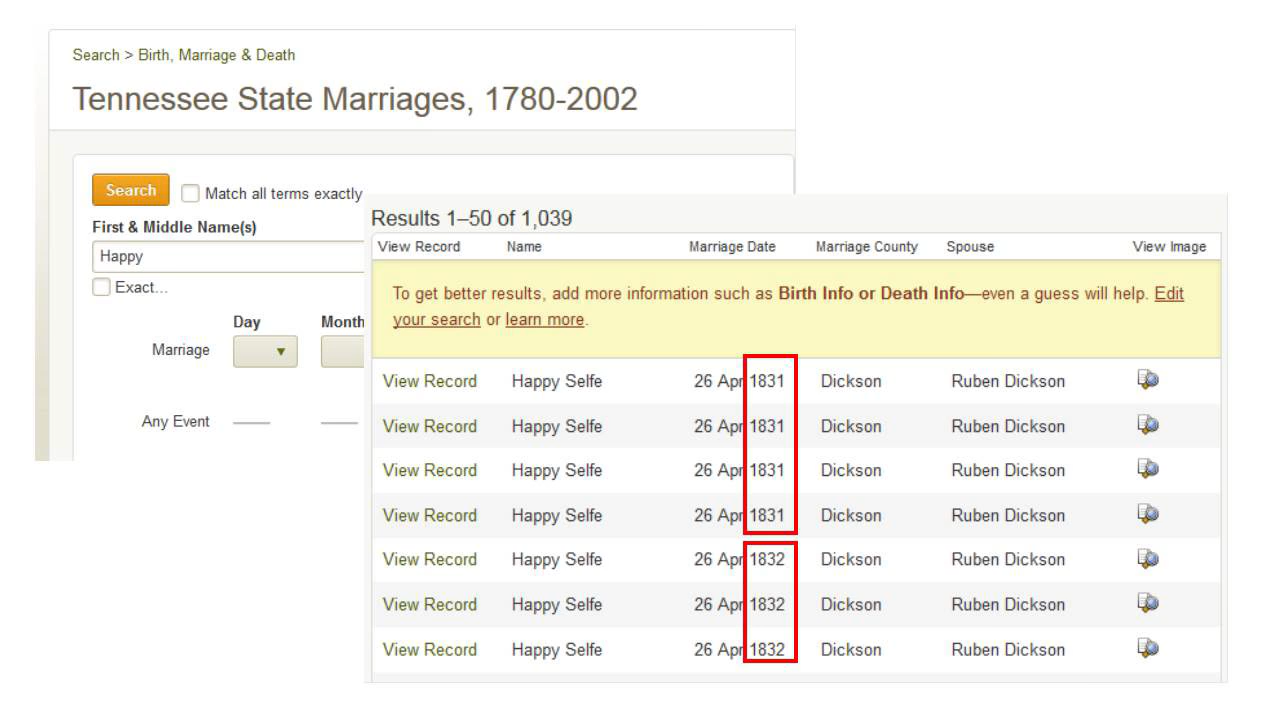 Search > Birth, Marriage & Death
Tennessee State Marriages, 1780-2002
Search Match all terms exactly
First & Middle Name(s)
Happy
Exact...
Day Month
Marriage
Any Event
Results 1–50 of 1,039
View Record Name Marriage Date Marriage County Spouse View Image
To get better results, add more information such as Birth Info or Death Info—even a guess will help. Edit
your search or learn more.
View Record Happy Selfe 26 Apr 1831 Dickson Ruben Dickson
View Record Happy Selfe 26 Apr 1831 Dickson Ruben Dickson
View Record Happy Selfe 26 Apr 1831 Dickson Ruben Dickson
View Record Happy Selfe 26 Apr 1831 Dickson Ruben Dickson
View Record Happy Selfe 26 Apr 1832 Dickson Ruben Dickson
View Record Happy Selfe 26 Apr 1832 Dickson Ruben Dickson
View Record Happy Selfe 26 Apr 1832 Dickson Ruben Dickson